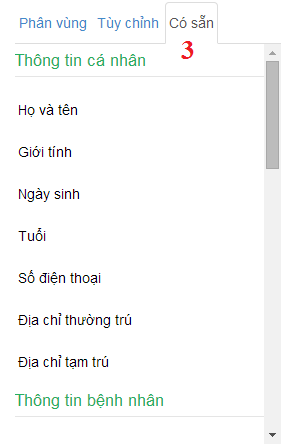 Phân vùng Tùy chỉnh Có sẵn
3
Thông tin cá nhân
Họ và tên
Giới tính
Ngày sinh
Tuổi
Số điện thoại
Địa chỉ thường trú
Địa chỉ tạm trú
Thông tin bệnh nhân